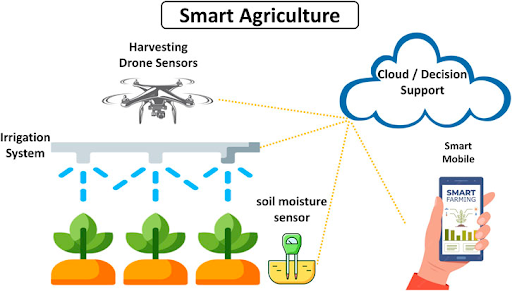 Smart Agriculture
Harvesting
Drone Sensors
Cloud / Decision
Support
Irrigation
System
Smart
Mobile
SMART
FARMING
soil moisture
sensor